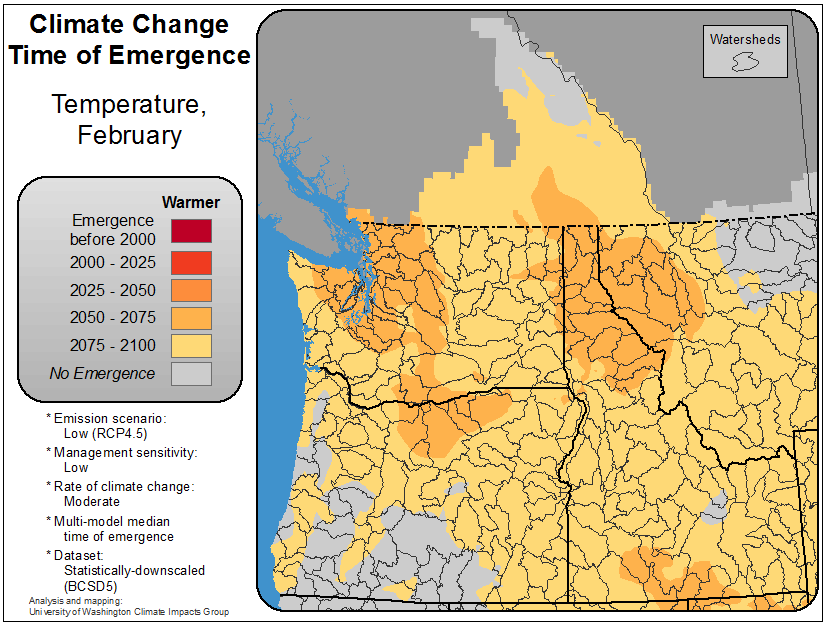 Climate Change
Time of Emergence
Temperature,
February
Warmer
Emergence
before 2000
2000 - 2025
2025 - 2050
2050 - 2075
2075 - 2100
No Emergence
* Emission scenario:
Low (RCP4.5)
* Management sensitivity:
Low
* Rate of climate change:
Moderate
* Multi-model median
time of emergence
* Dataset:
Statistically-downscaled
(BCSD5)
Analysis and mapping:
University of Washington Climate Impacts Group
Watersheds